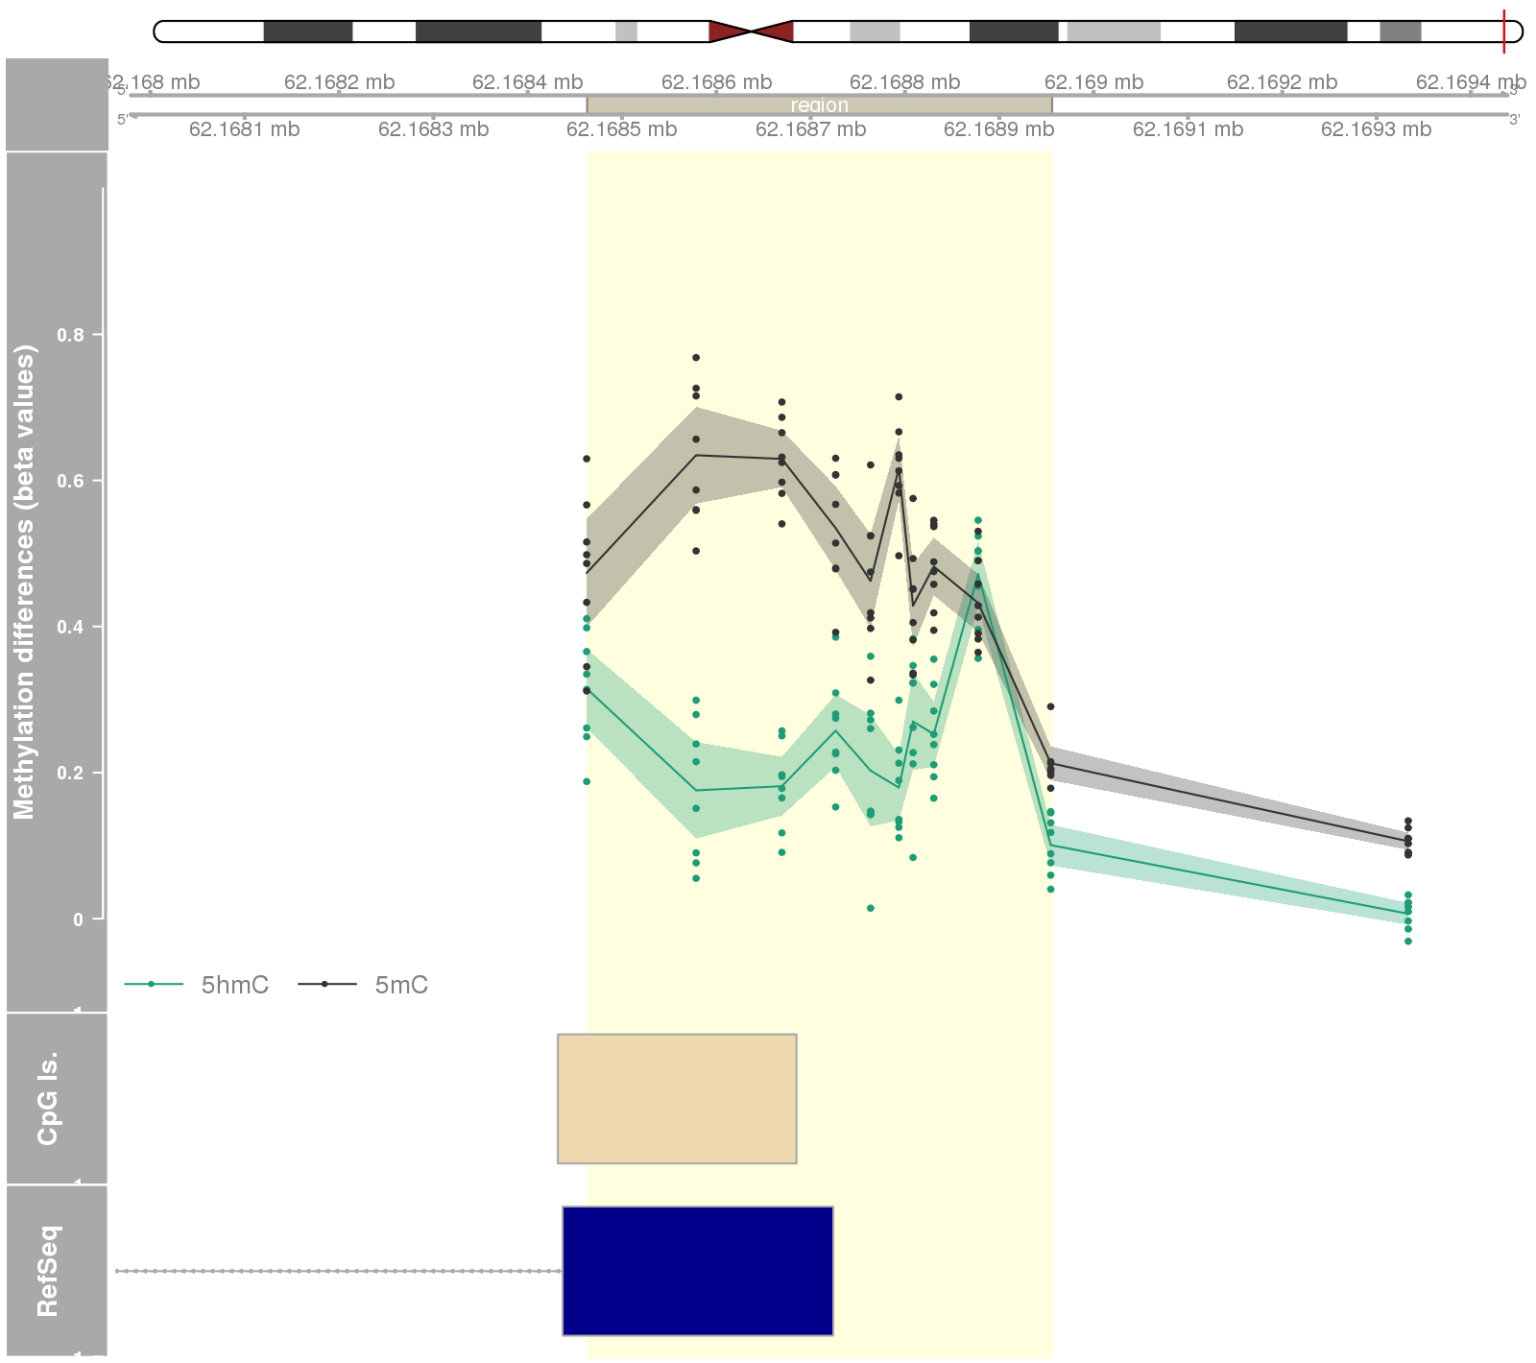 62.168 mb 62.1682 mb 62.1684 mb 62.1686 mb 62.1688 mb 62.169 mb 62.1692 mb 62.1694 mb
5' 3'
region
5' 3'
62.1681 mb 62.1683 mb 62.1685 mb 62.1687 mb 62.1689 mb 62.1691 mb 62.1693 mb
Methylation differences (beta values)
0.8
0.6
0.4
0.2
0
5hmC 5mC
CpG Is.
RefSeq